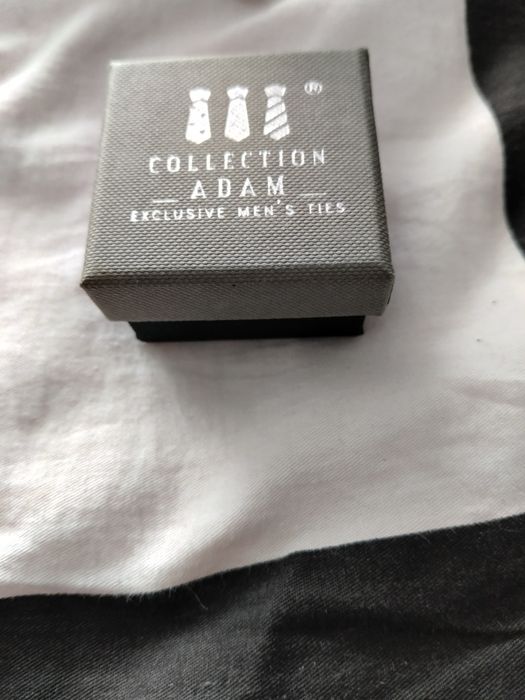 ®
COLLECTION
ADAM
EXCLUSIVE MEN'S TIES